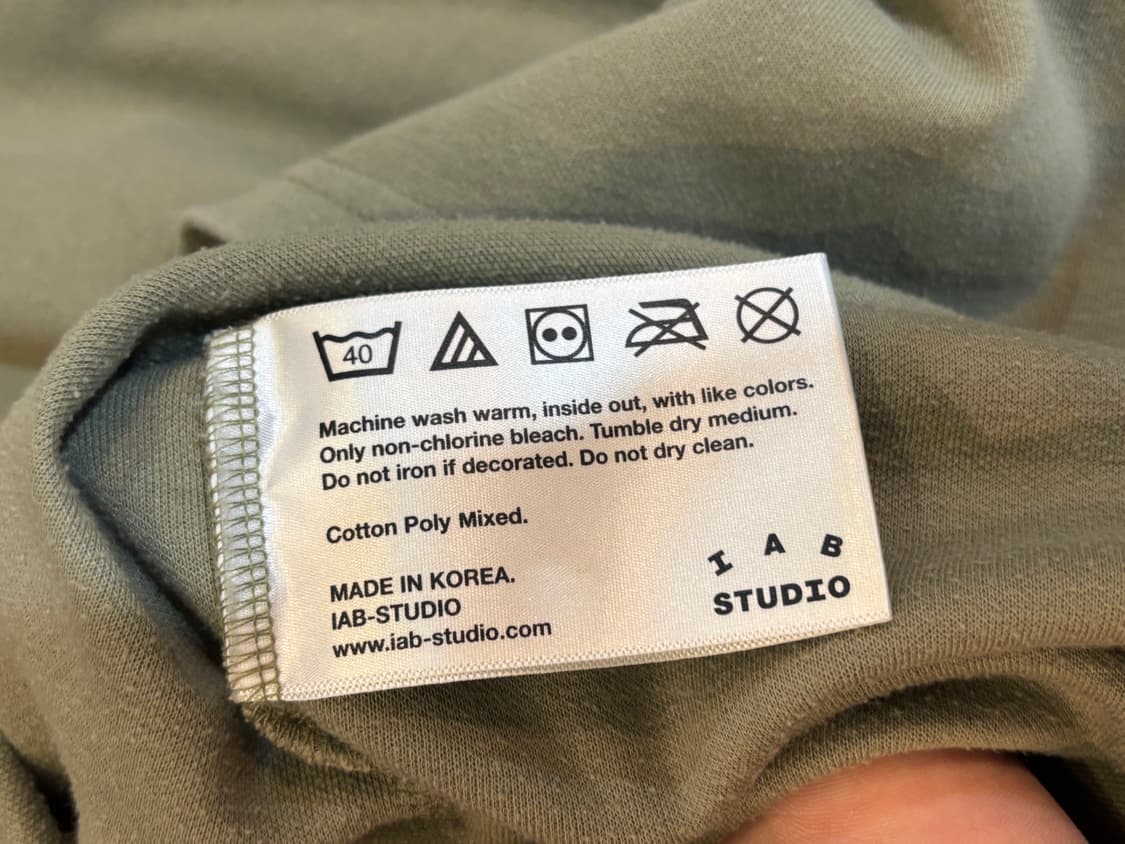 40
Machine wash warm, inside out, with like colors.
Only non-chlorine bleach. Tumble dry medium.
Do not iron if decorated. Do not dry clean.
Cotton Poly Mixed.
MADE IN KOREA.
IAB-STUDIO
www.iab-studio.com
I A B
STUDIO